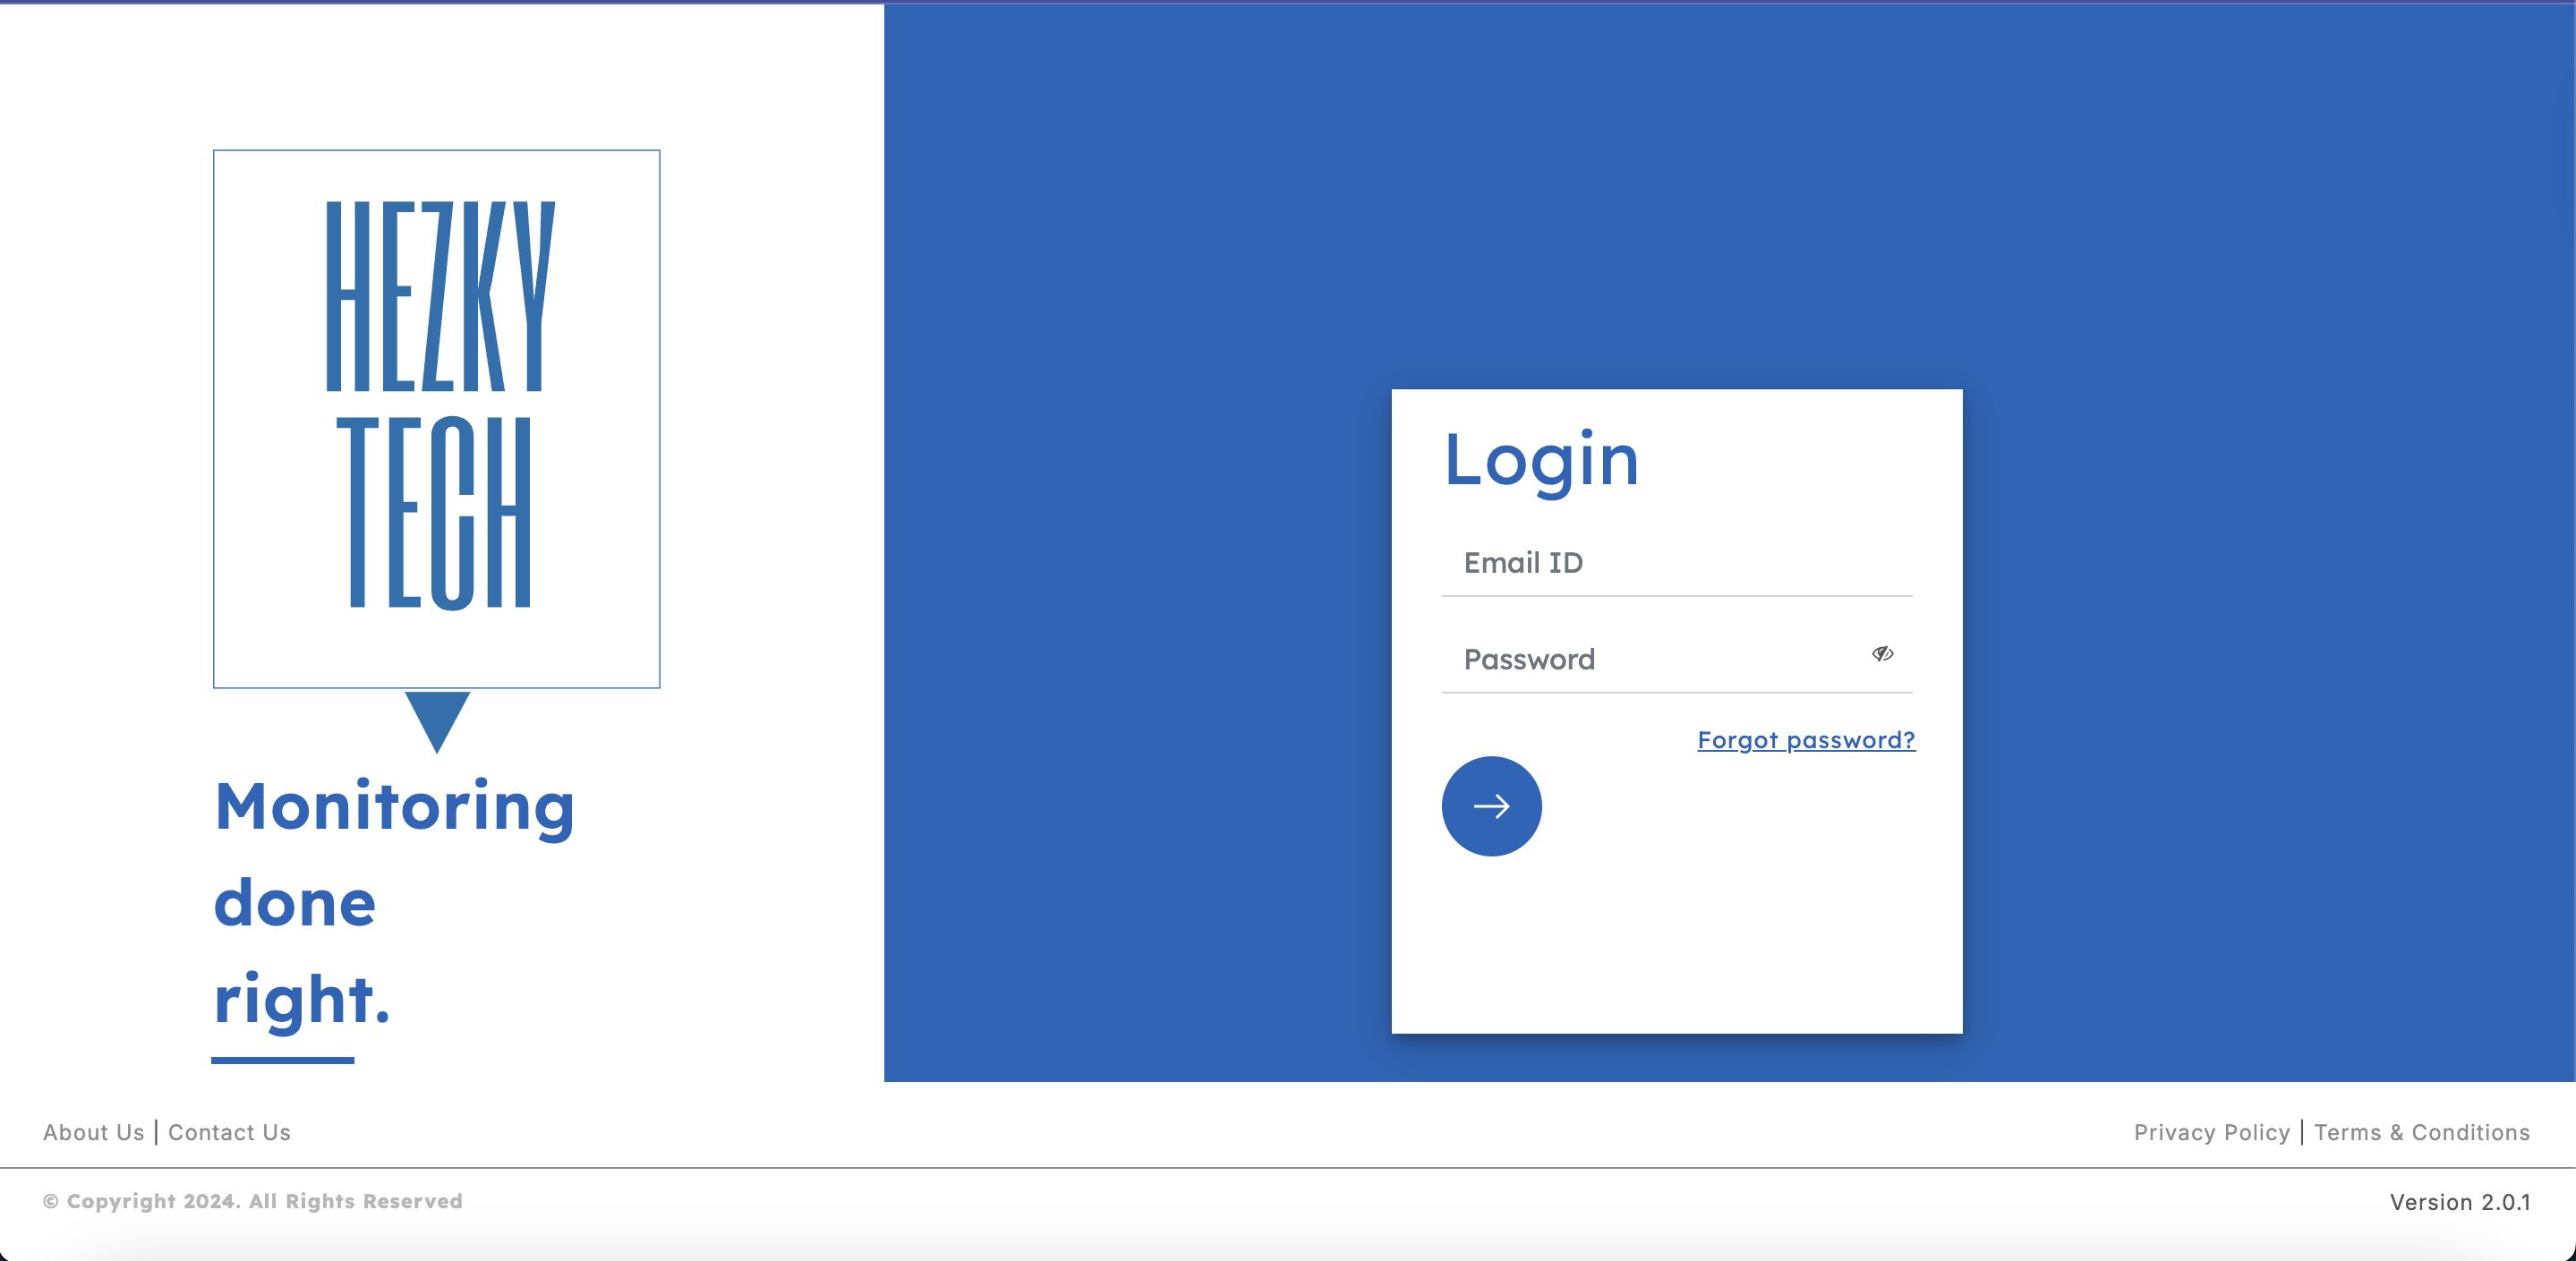 HEZKY
TECH
Monitoring
done
right.
Login
Email ID
Password
Forgot password?
About Us | Contact Us
Privacy Policy | Terms & Conditions
© Copyright 2024. All Rights Reserved
Version 2.0.1